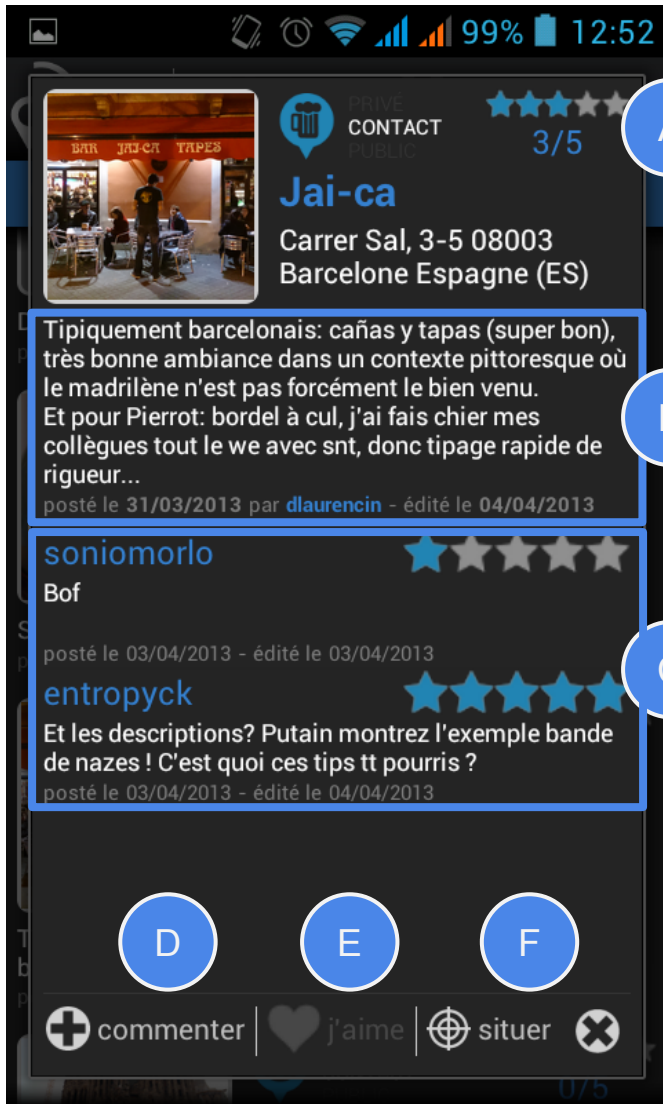 99% 12:52
BAR JAI-CA TAPES
PRIVÉ
CONTACT
PUBLIC
3/5
Jai-ca
Carrer Sal, 3-5 08003
Barcelone Espagne (ES)
Tipiquement barcelonais: cañas y tapas (super bon),
très bonne ambiance dans un contexte pittoresque où
le madrilène n'est pas forcément le bien venu.
Et pour Pierrot: bordel à cul, j'ai fais chier mes
collègues tout le we avec snt, donc tipage rapide de
rigueur...
posté le 31/03/2013 par dlaurencin - édité le 04/04/2013
soniomorlo
Bof
posté le 03/04/2013 - édité le 03/04/2013
entropyck
Et les descriptions? Putain montrez l'exemple bande
de nazes ! C'est quoi ces tips tt pourris ?
posté le 03/04/2013 - édité le 04/04/2013
D E F
commenter j'aime situer
0/5